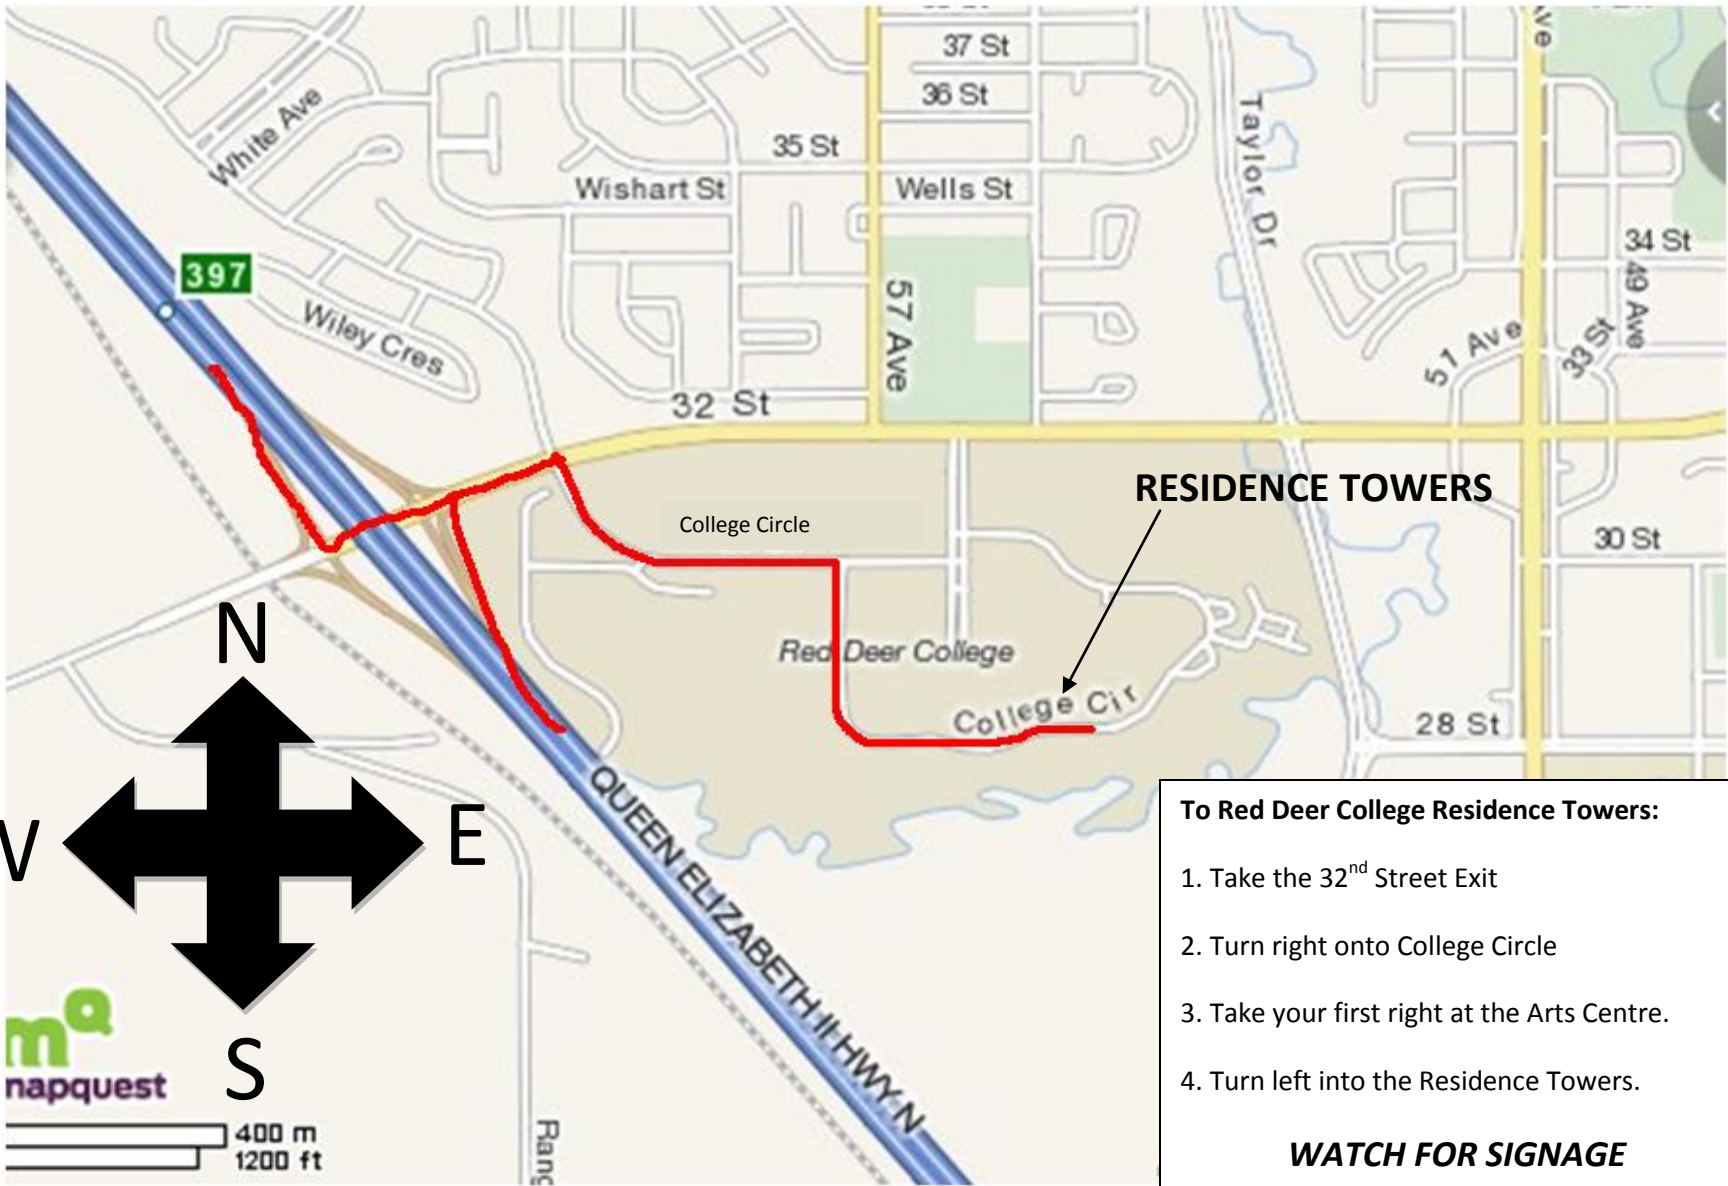 37 St
36 St
White Ave
35 St
Wishart St
Wells St
Taylor Dr
Ave
34 St
49 Ave
397
Wiley Cres
57 Ave
51 Ave
33 St
32 St
RESIDENCE TOWERS
College Circle
30 St
Red Deer College
College Cir
28 St
N
W
E
S
QUEEN ELIZABETH II HWY N
mapquest
400 m
1200 ft
Rang
To Red Deer College Residence Towers:
1. Take the 32nd Street Exit
2. Turn right onto College Circle
3. Take your first right at the Arts Centre.
4. Turn left into the Residence Towers.
WATCH FOR SIGNAGE